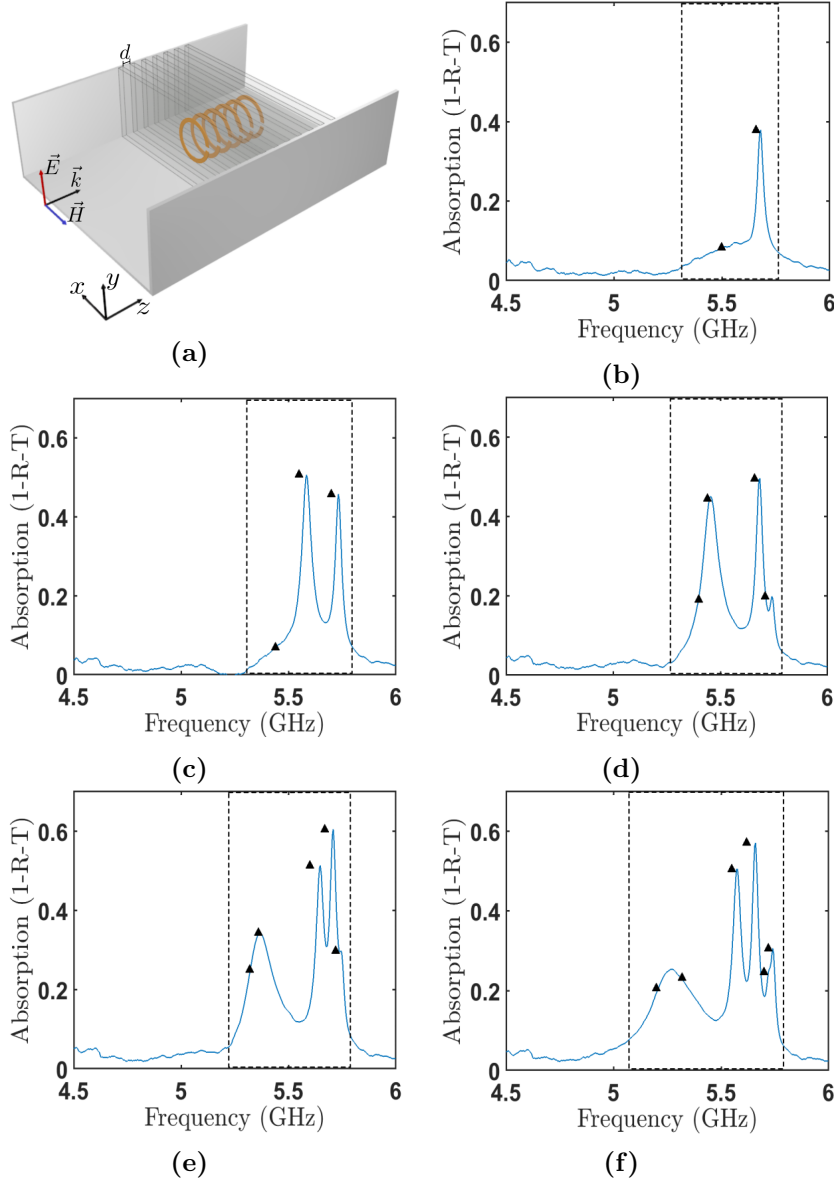 d
E⃗
k⃗
H⃗
x y z
(a)
Absorption (1-R-T)
0.6
0.4
0.2
0
4.5 5 5.5 6
Frequency (GHz)
(b)
Absorption (1-R-T)
0.6
0.4
0.2
0
4.5 5 5.5 6
Frequency (GHz)
(c)
Absorption (1-R-T)
0.6
0.4
0.2
0
4.5 5 5.5 6
Frequency (GHz)
(d)
Absorption (1-R-T)
0.6
0.4
0.2
0
4.5 5 5.5 6
Frequency (GHz)
(e)
Absorption (1-R-T)
0.6
0.4
0.2
0
4.5 5 5.5 6
Frequency (GHz)
(f)